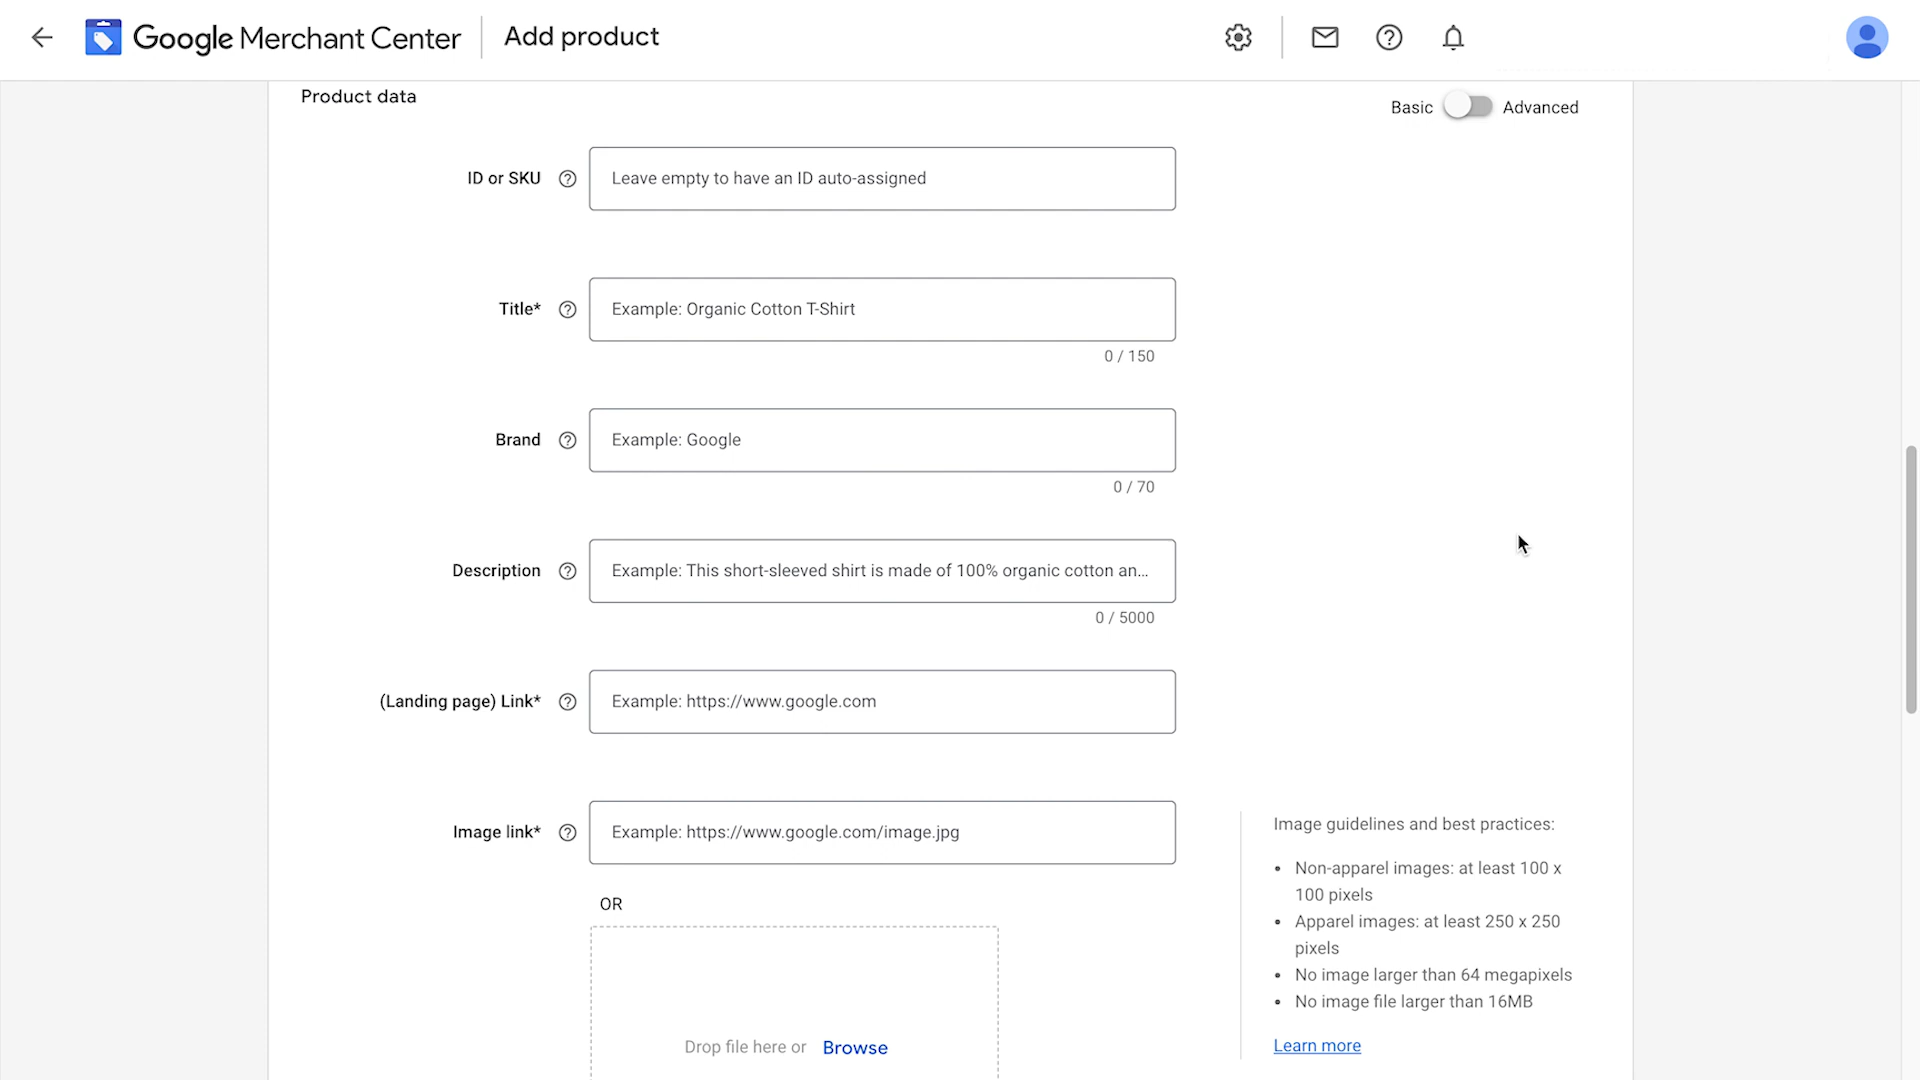 Google Merchant Center
Add product
Product data
Basic
Advanced
ID or SKU
Leave empty to have an ID auto-assigned
Title*
Example: Organic Cotton T-Shirt
0 / 150
Brand
Example: Google
0 / 70
Description
Example: This short-sleeved shirt is made of 100% organic cotton an...
0 / 5000
(Landing page) Link*
Example: https://www.google.com
Image link*
Example: https://www.google.com/image.jpg
OR
Drop file here or Browse
Image guidelines and best practices:
• Non-apparel images: at least 100 x
100 pixels
• Apparel images: at least 250 x 250
pixels
• No image larger than 64 megapixels
• No image file larger than 16MB
Learn more